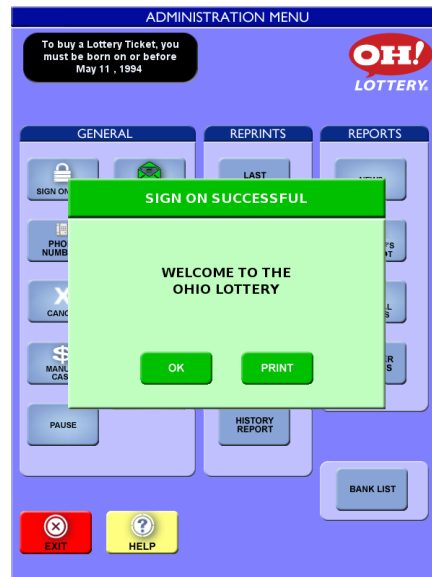 ADMINISTRATION MENU
To buy a Lottery Ticket, you
must be born on or before
May 11 , 1994
OH!
LOTTERY.
GENERAL
REPRINTS
REPORTS
SIGN
LAST
NEWS
SIGN ON SUCCESSFUL
WELCOME TO THE
OHIO LOTTERY
OK
PRINT
PAUSE
HISTORY
REPORT
BANK LIST
EXIT
HELP